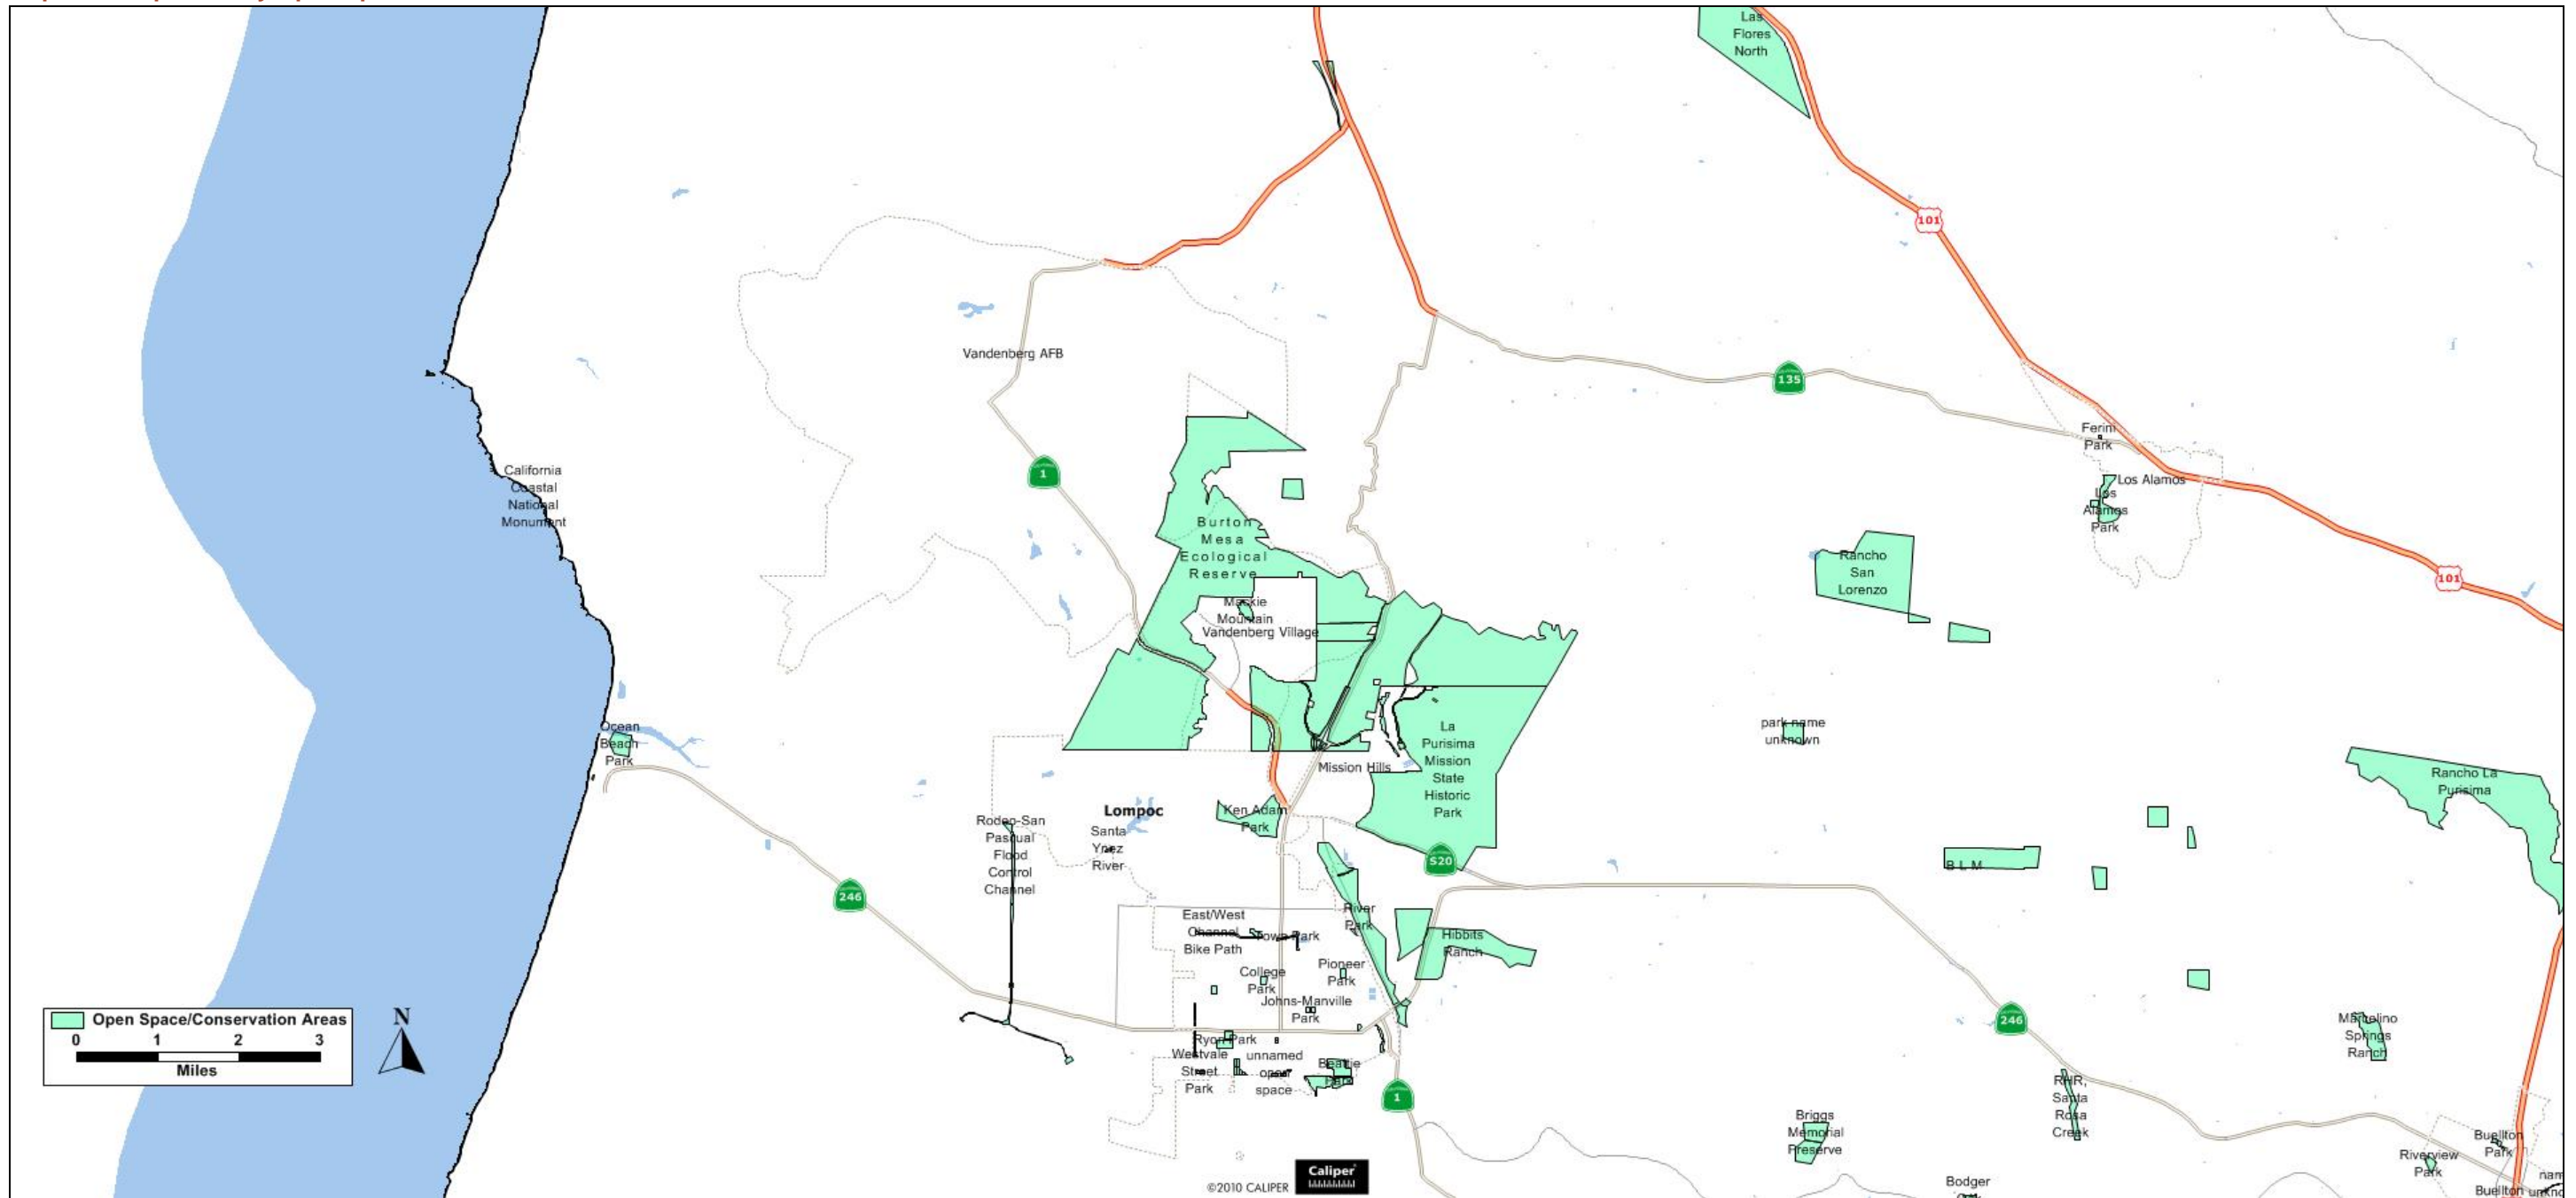 Las
Flores
North
101
Vandenberg AFB
135
1
California
Coastal
National
Monument
Ferini
Park
Los Alamos
Los
Alamos
Park
Burton
Mesa
Ecological
Reserve
Rancho
San
Lorenzo
101
Mackie
Mountain
Vandenberg Village
Ocean
Beach
Park
La
Purisima
Mission
State
Historic
Park
park name
unknown
Mission Hills
Rancho La
Purisima
Lompoc
Ken Adam
Park
Rodeo-San
Pascual
Flood
Control
Channel
Santa
Ynez
River
S20
B L M
246
East/West
Channel
Bike Path
Town Park
River
Park
Hibbits
Ranch
College
Park
Pioneer
Park
Johns-Manville
Park
Open Space/Conservation Areas
0 1 2 3
Miles
N
246
Marcelino
Springs
Ranch
Ryon Park
Westvale
Street
Park
unnamed
open
space
Beattie
Park
1
RHR,
Santa
Rosa
Creek
Briggs
Memorial
Preserve
Buellton
Park
Riverview
Park
Bodger
Buellton
©2010 CALIPER
Caliper